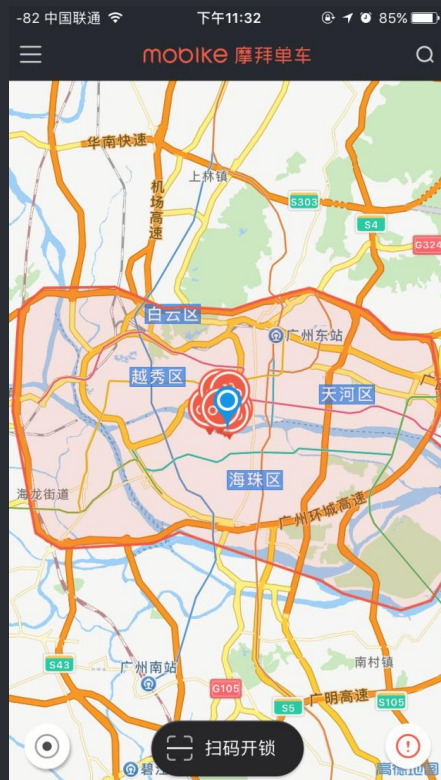 -82 中国联通 下午11:32 85%
mobike 摩拜单车
华南快速
上林镇
机场高速
S303
S4
G324
白云区
广州东站
越秀区
天河区
海珠区
海龙街道
广州环城高速
S43
广州南站
南村镇
G105
广明高速
S105
S5
扫码开锁
碧江
高德地图